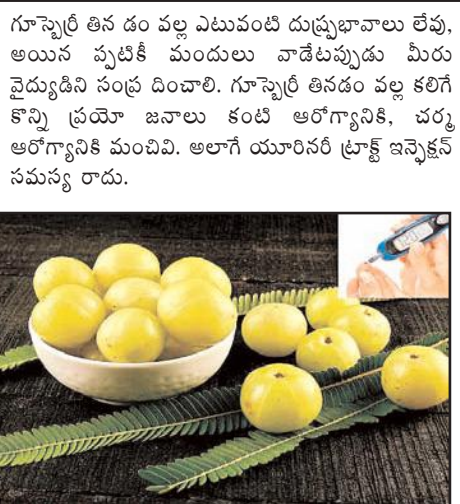 గూస్బెర్రీ తిన డం వల్ల ఎటువంటి దుష్ప్రభావాలు లేవు,
అయిన ప్పటికీ మందులు వాడేటప్పుడు మీరు
వైద్యుడిని సంప్ర దించాలి. గూస్బెర్రీ తినడం వల్ల కలిగే
కొన్ని ప్రయో జనాలు కంటి ఆరోగ్యానికి, చర్మ
ఆరోగ్యానికి మంచివి. అలాగే యూరినరీ ట్రాక్ట్ ఇన్ఫెక్షన్
సమస్య రాదు.